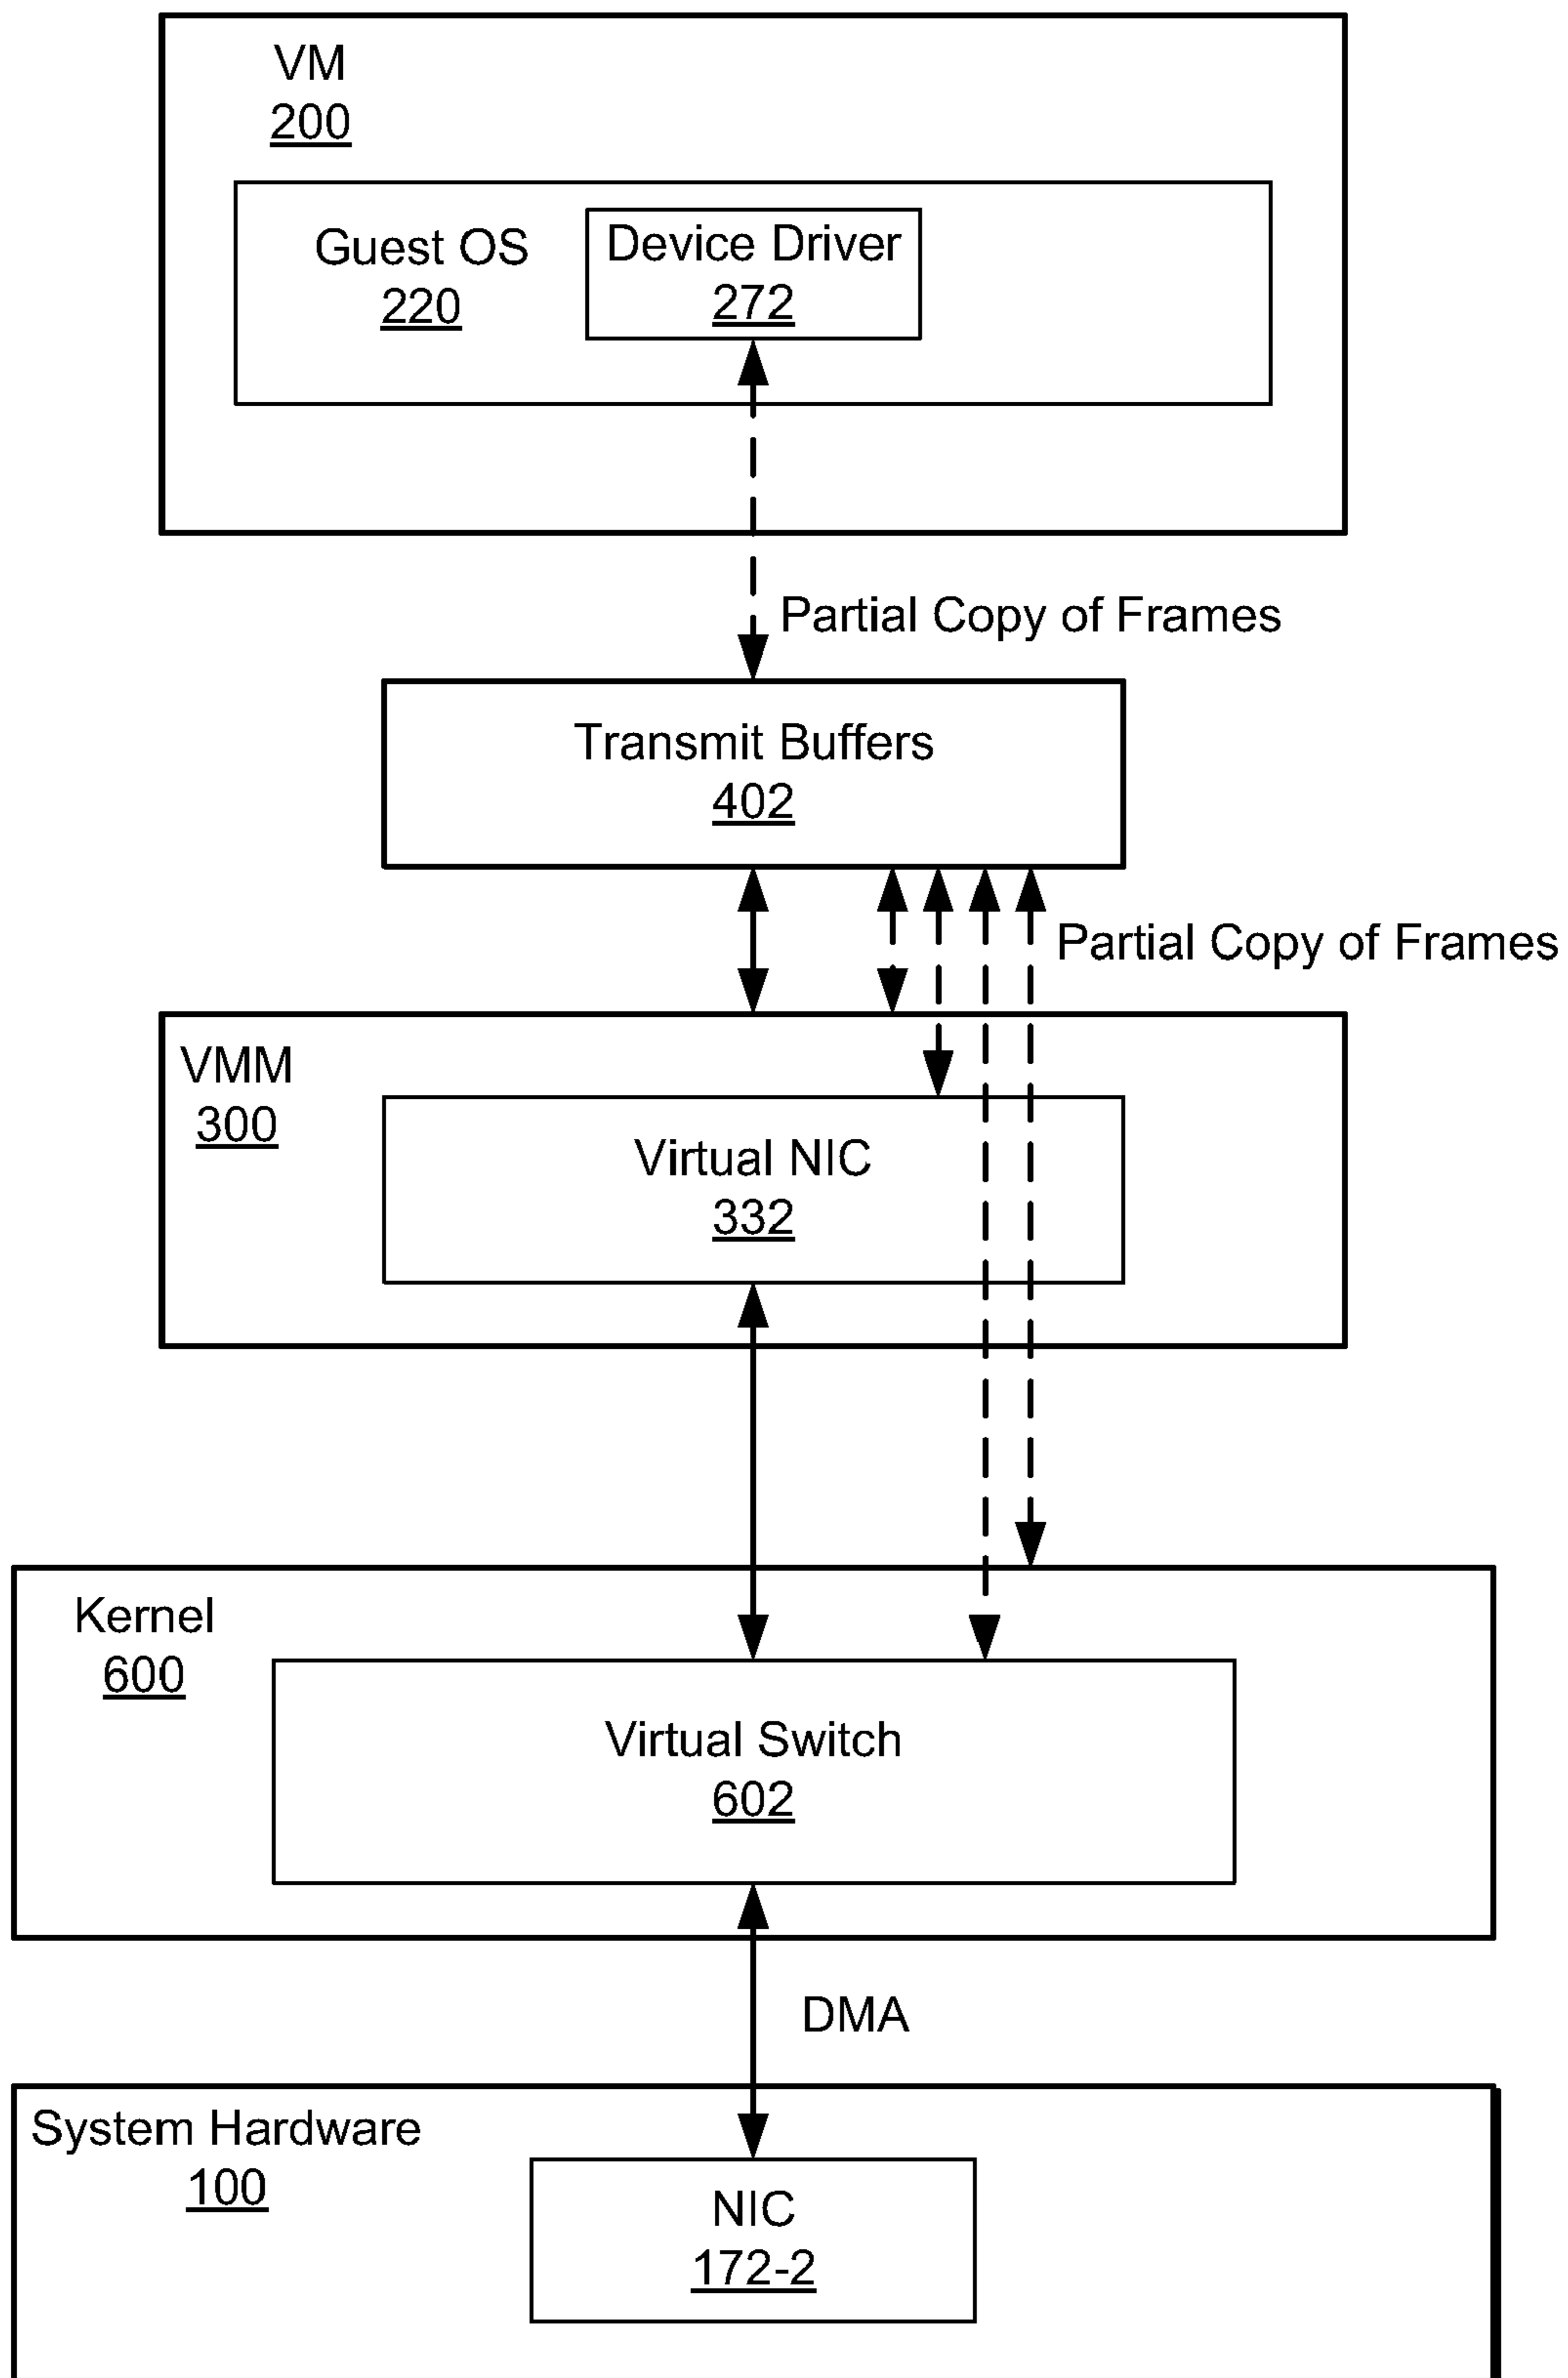 VM
200
Guest OS
220
Device Driver
272
Partial Copy of Frames
Transmit Buffers
402
Partial Copy of Frames
VMM
300
Virtual NIC
332
Kernel
600
Virtual Switch
602
DMA
System Hardware
100
NIC
172-2